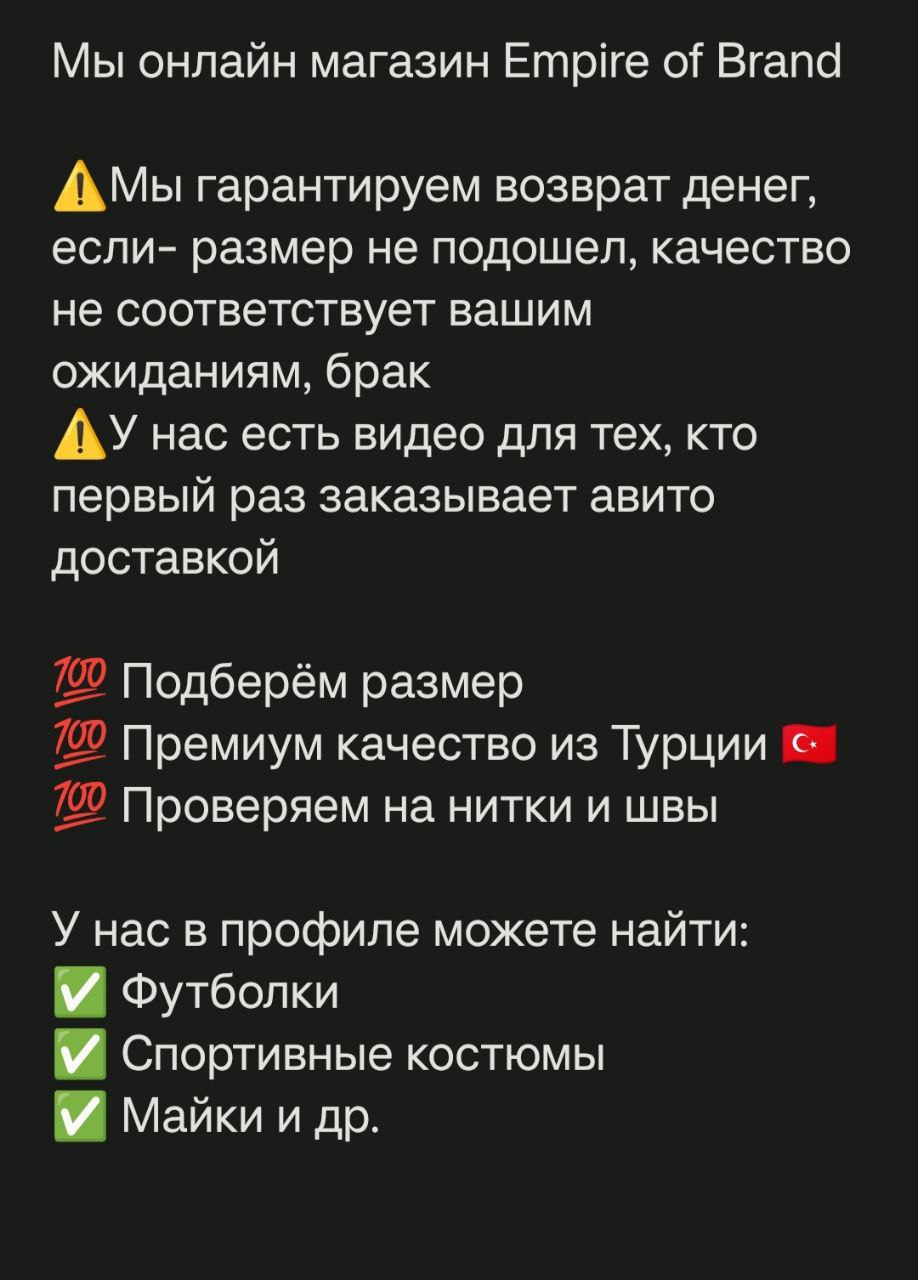 Мы онлайн магазин Empire of Brand
⚠️Мы гарантируем возврат денег,
если- размер не подошел, качество
не соответствует вашим
ожиданиям, брак
⚠️У нас есть видео для тех, кто
первый раз заказывает авито
доставкой
💯 Подберём размер
💯 Премиум качество из Турции 🇹🇷
💯 Проверяем на нитки и швы
У нас в профиле можете найти:
✅ Футболки
✅ Спортивные костюмы
✅ Майки и др.